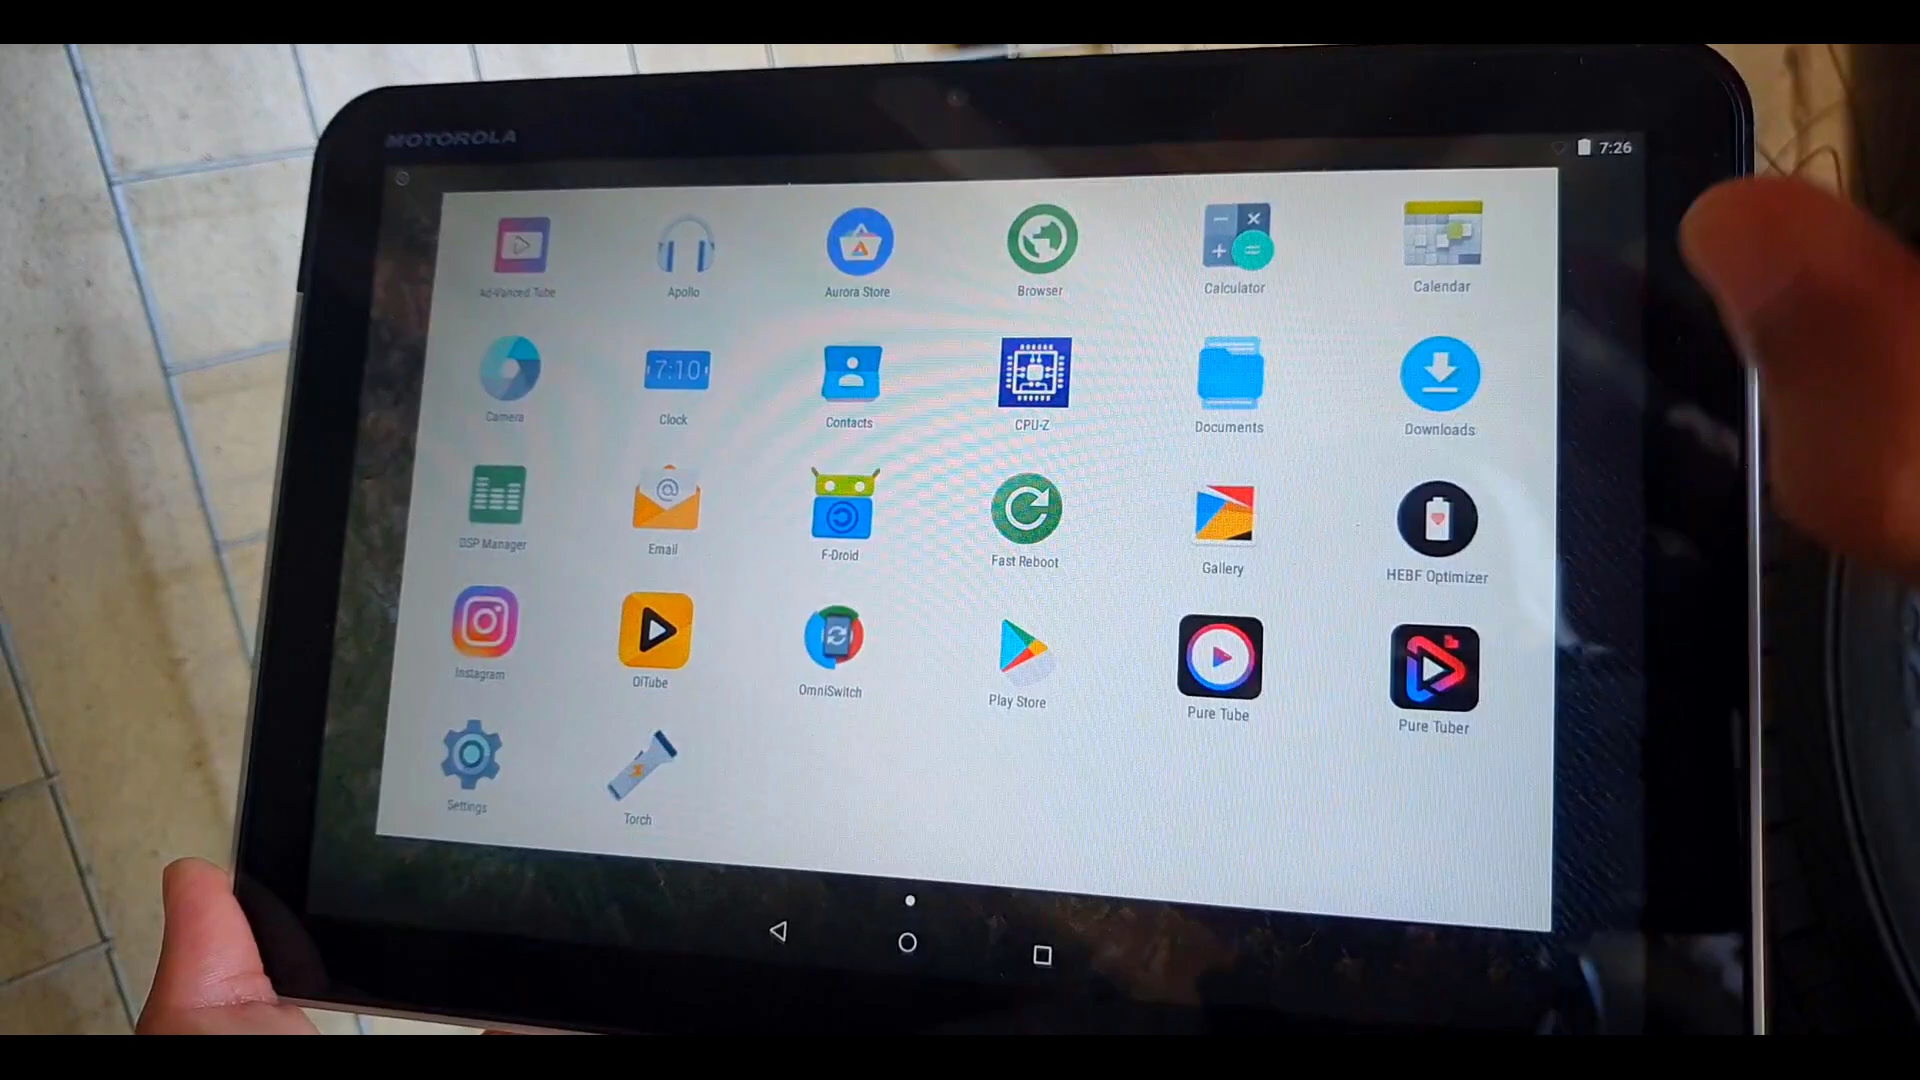 MOTOROLA
7:26
Ad-Vanced Tube
Apollo
Aurora Store
Browser
Calculator
Calendar
7:10
Camera
Clock
Contacts
CPU-Z
Documents
Downloads
DSP Manager
Email
F-Droid
Fast Reboot
Gallery
HEBF Optimizer
Instagram
OiTube
OmniSwitch
Play Store
Pure Tube
Pure Tuber
Settings
Torch